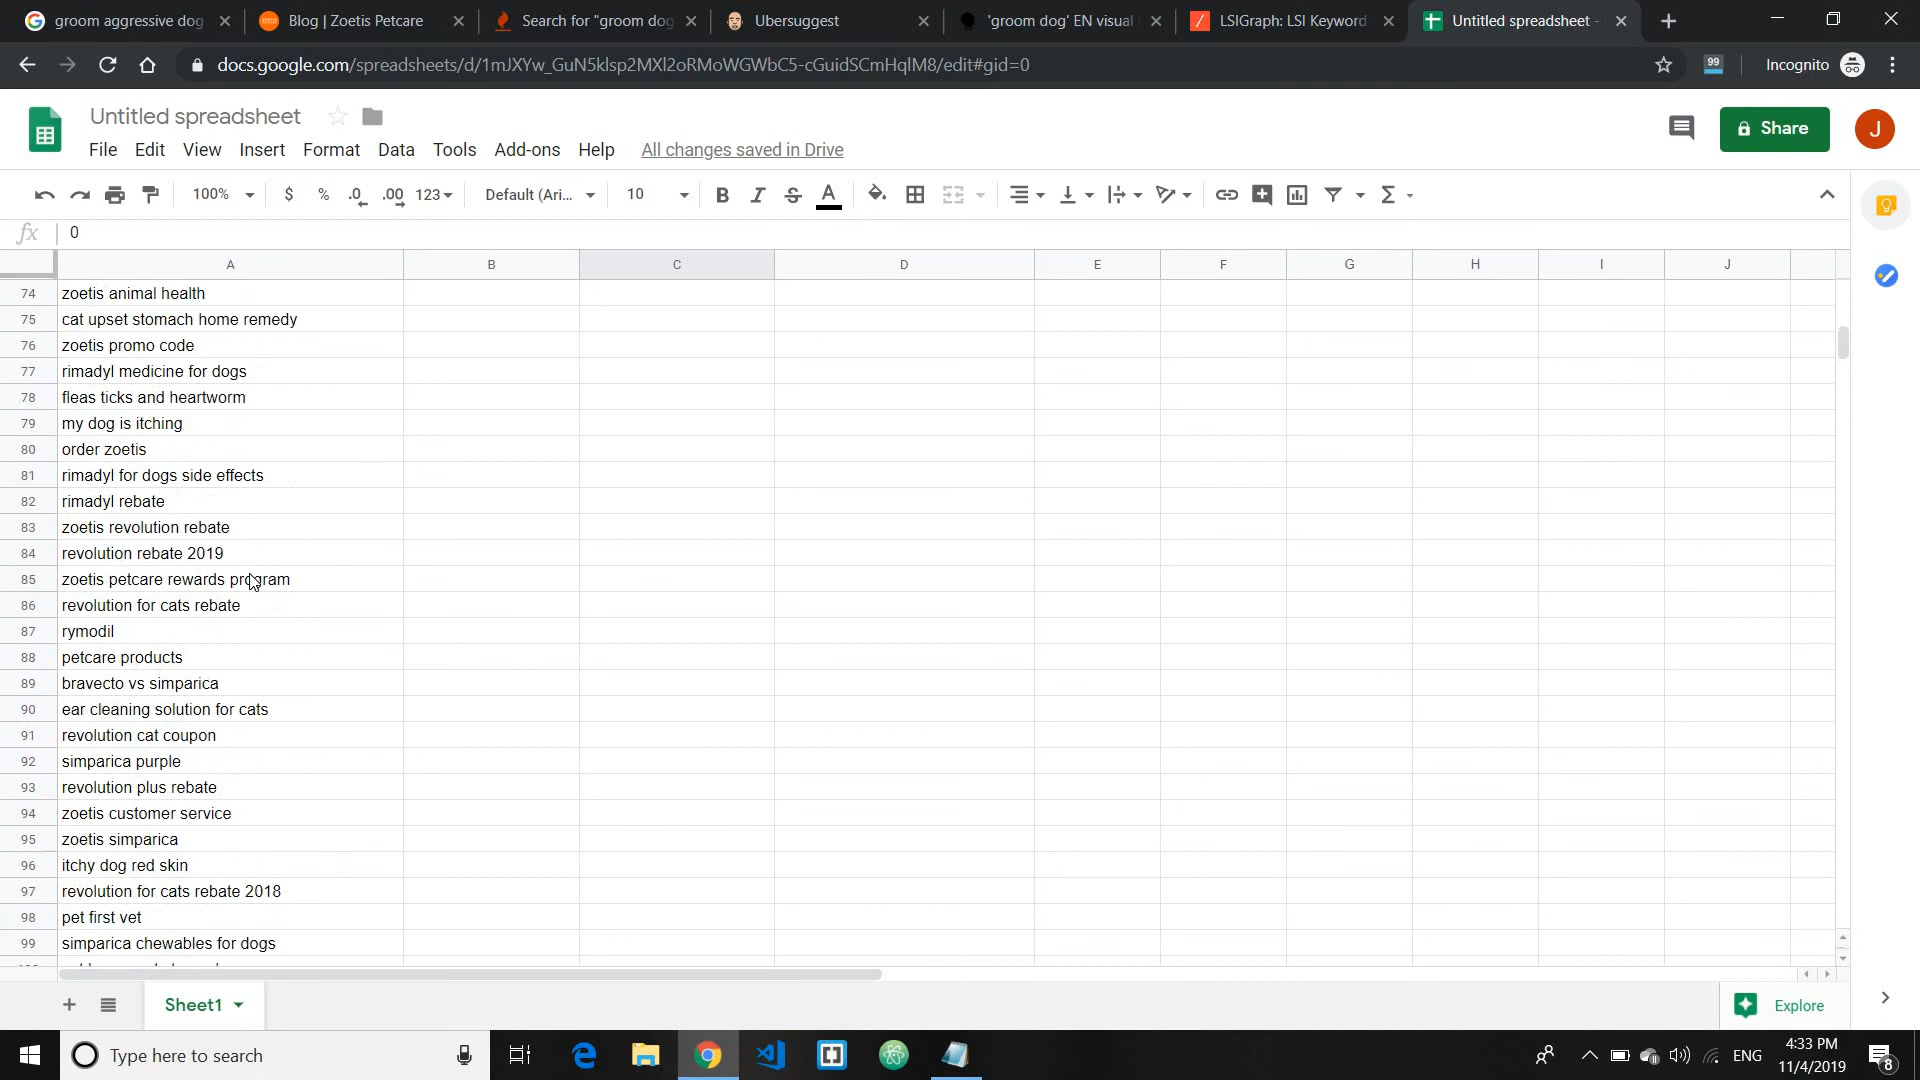 groom aggressive dog
Blog | Zoetis Petcare
Search for "groom dog
Ubersuggest
'groom dog' EN visual
LSIGraph: LSI Keyword
Untitled spreadsheet -
docs.google.com/spreadsheets/d/1mJXYw_GuN5klsp2MXl2oRMoWGWbC5-cGuidSCmHqlM8/edit#gid=0
99
Incognito
Untitled spreadsheet
File Edit View Insert Format Data Tools Add-ons Help All changes saved in Drive
Share
J
100% $ % .0 .00 123 Default (Ari... 10 B I S A Σ
fx 0
A B C D E F G H I J
74 zoetis animal health
75 cat upset stomach home remedy
76 zoetis promo code
77 rimadyl medicine for dogs
78 fleas ticks and heartworm
79 my dog is itching
80 order zoetis
81 rimadyl for dogs side effects
82 rimadyl rebate
83 zoetis revolution rebate
84 revolution rebate 2019
85 zoetis petcare rewards program
86 revolution for cats rebate
87 rymodil
88 petcare products
89 bravecto vs simparica
90 ear cleaning solution for cats
91 revolution cat coupon
92 simparica purple
93 revolution plus rebate
94 zoetis customer service
95 zoetis simparica
96 itchy dog red skin
97 revolution for cats rebate 2018
98 pet first vet
99 simparica chewables for dogs
Sheet1
Explore
Type here to search
ENG
4:33 PM
11/4/2019
8